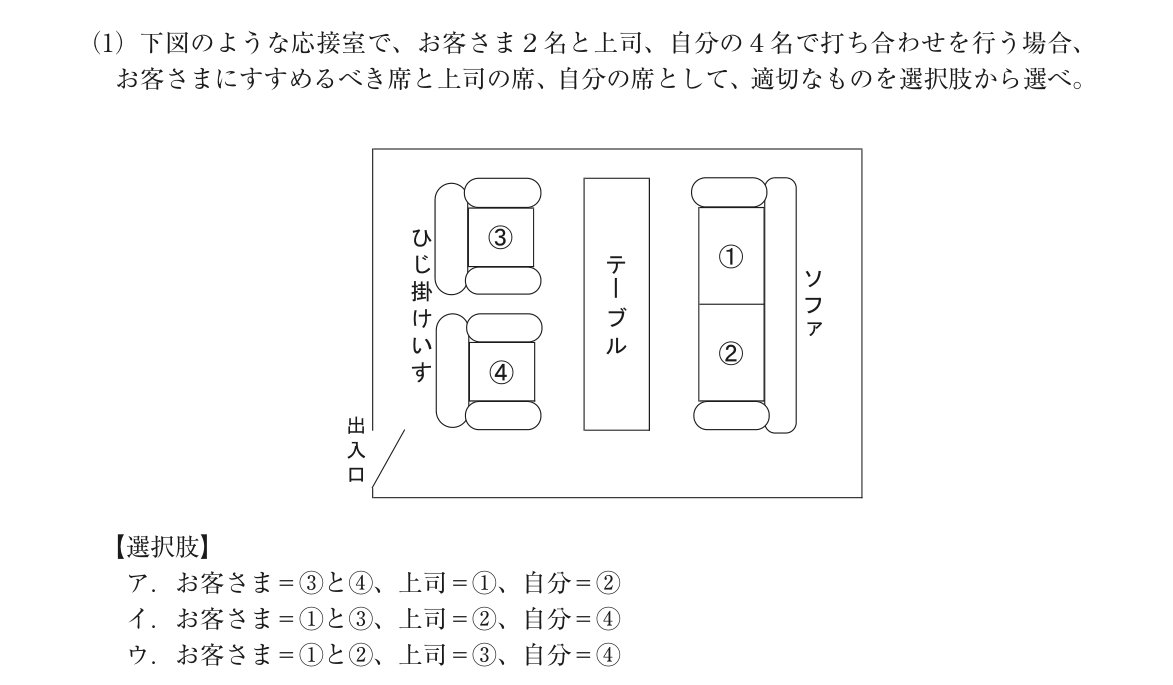 （1）下図のような応接室で、お客さま２名と上司、自分の４名で打ち合わせを行う場合、
お客さまにすすめるべき席と上司の席、自分の席として、適切なものを選択肢から選べ。
③
④
ひじ掛けいす
テーブル
①
②
ソファ
出入口
【選択肢】
ア．お客さま＝③と④、上司＝①、自分＝②
イ．お客さま＝①と③、上司＝②、自分＝④
ウ．お客さま＝①と②、上司＝③、自分＝④